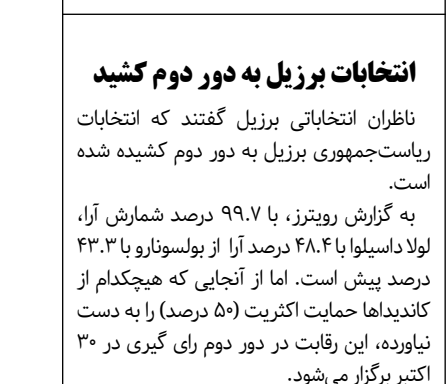 انتخابات برزیل به دور دوم کشید
ناظران انتخاباتی برزیل گفتند که انتخابات
ریاست‌جمهوری برزیل به دور دوم کشیده شده
است.
به گزارش رویترز، با ۹۹.۷ درصد شمارش آرا،
لولا داسیلوا با ۴۸.۴ درصد آرا از بولسونارو با ۴۳.۳
درصد پیش است. اما از آنجایی که هیچکدام از
کاندیداها حمایت اکثریت (۵۰ درصد) را به دست
نیاورده، این رقابت در دور دوم رای گیری در ۳۰
اکتبر برگزار می‌شود.